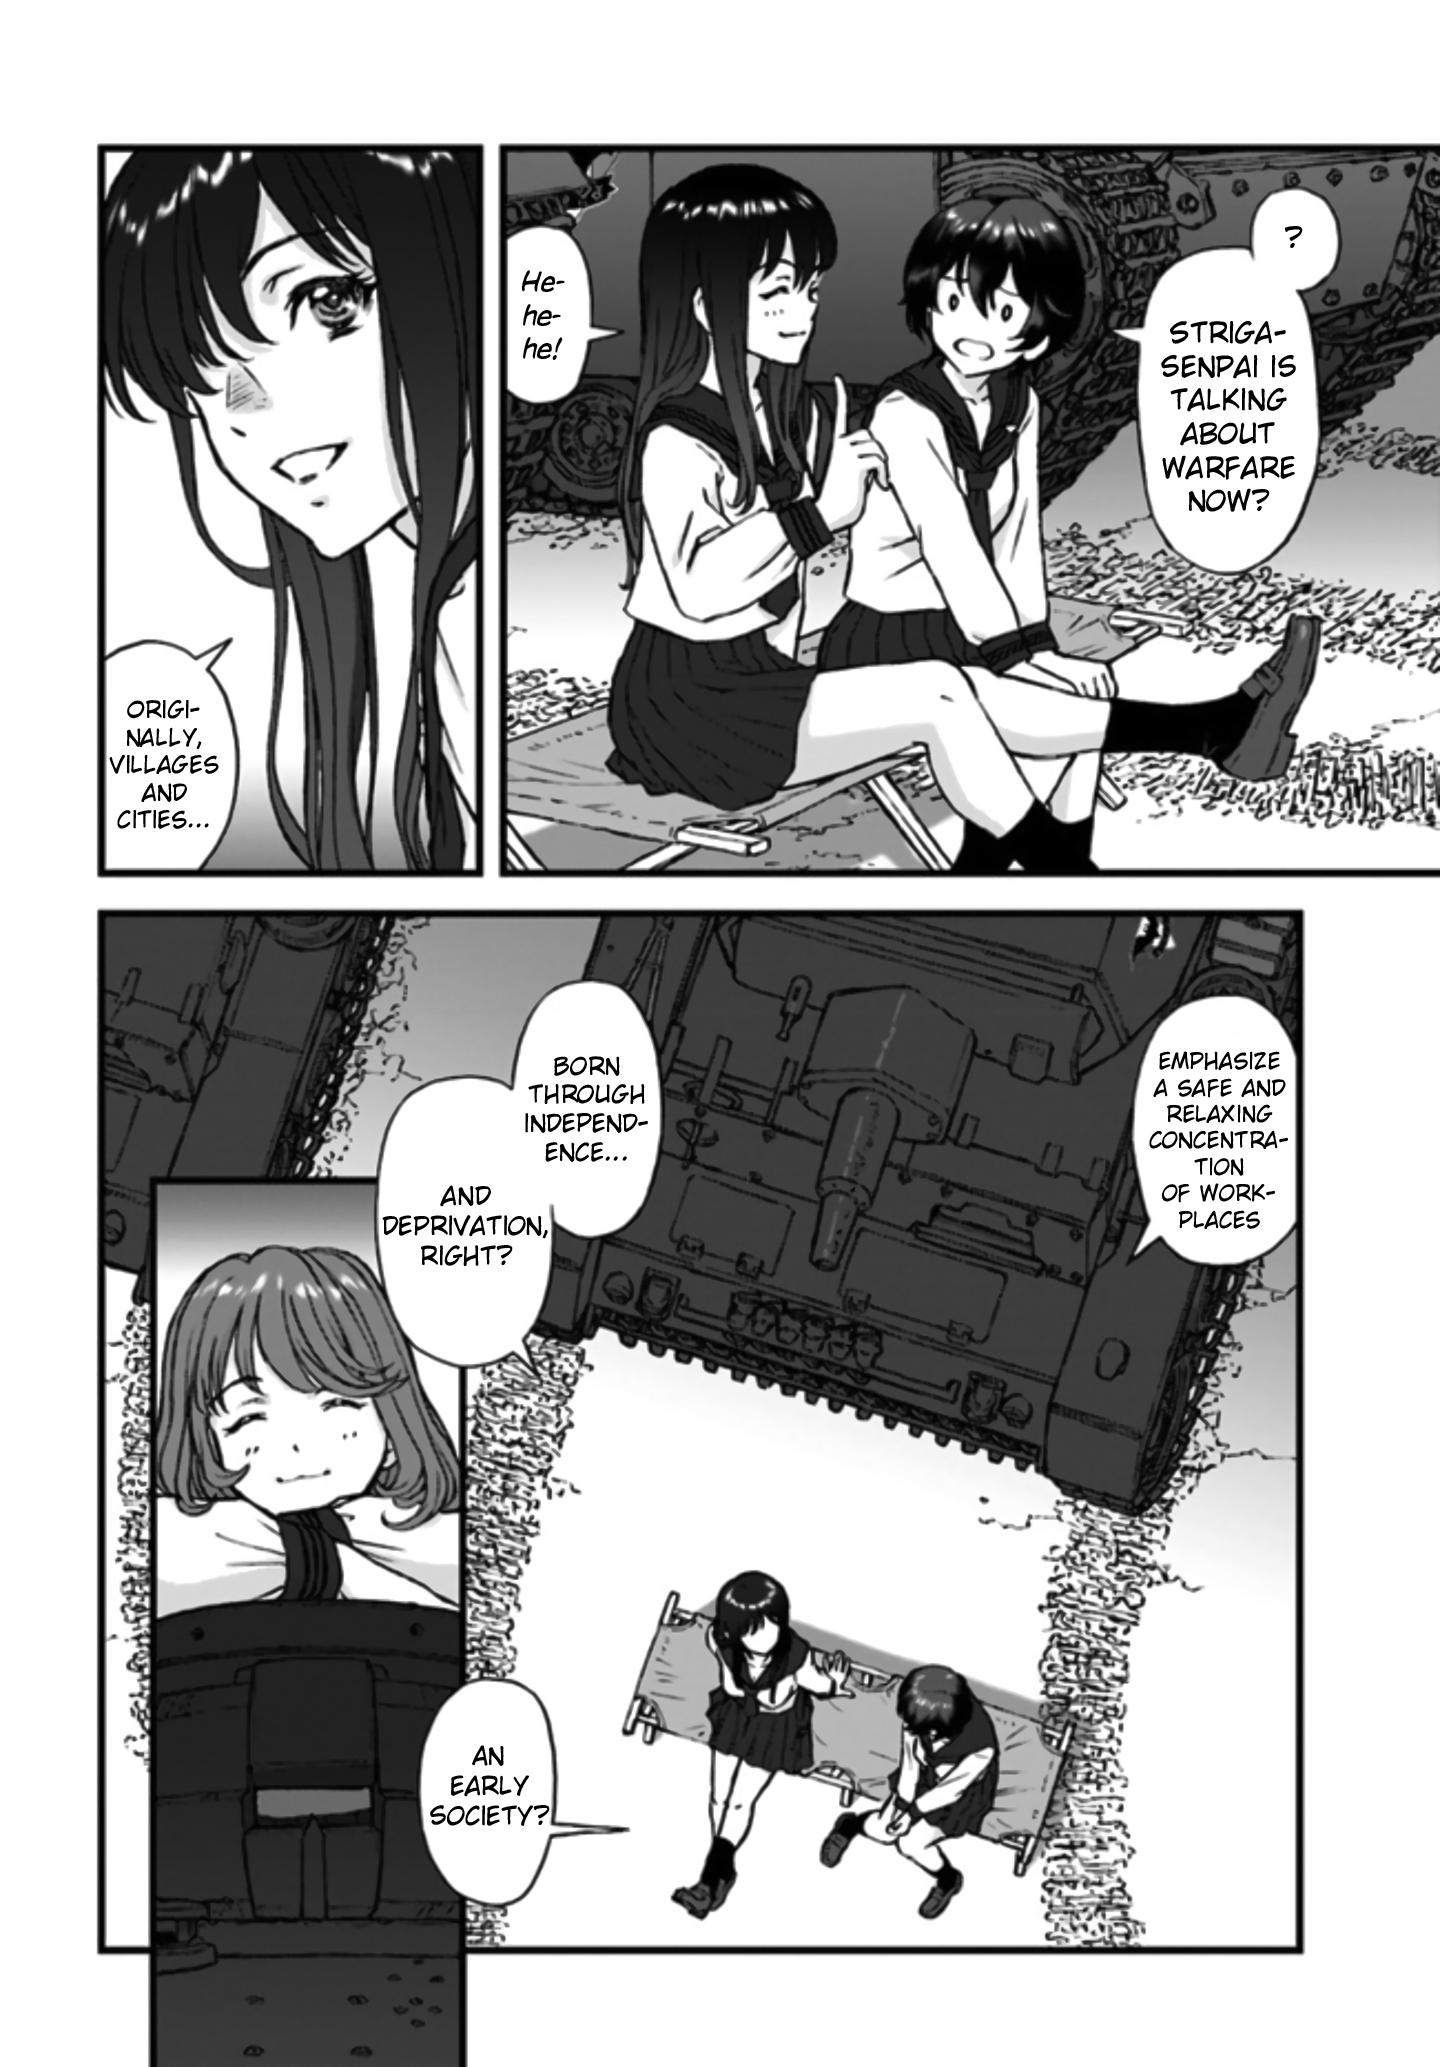 ?
STRIGA-
SENPAI IS
TALKING
ABOUT
WARFARE
NOW?
He-
he-
he!
ORIGI-
NALLY,
VILLAGES
AND
CITIES...
EMPHASIZE
A SAFE AND
RELAXING
CONCENTRA-
TION
OF WORK-
PLACES
BORN
THROUGH
INDEPEND-
ENCE...
AND
DEPRIVATION,
RIGHT?
AN
EARLY
SOCIETY?